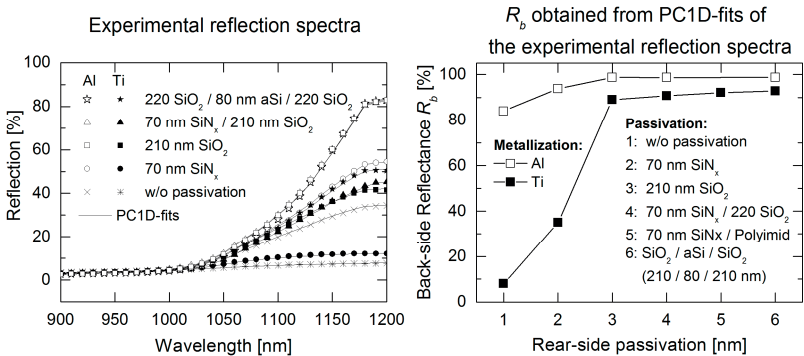 Experimental reflection spectra
100
80
60
40
20
0
Reflection [%]
Al Ti
220 SiO2 / 80 nm aSi / 220 SiO2
70 nm SiNx / 210 nm SiO2
210 nm SiO2
70 nm SiNx
w/o passivation
PC1D-fits
900 950 1000 1050 1100 1150 1200
Wavelength [nm]
Rb obtained from PC1D-fits of
the experimental reflection spectra
100
80
60
40
20
0
Back-side Reflectance Rb [%]
Metallization:
Al
Ti
Passivation:
1: w/o passivation
2: 70 nm SiNx
3: 210 nm SiO2
4: 70 nm SiNx / 220 SiO2
5: 70 nm SiNx / Polyimid
6: SiO2 / aSi / SiO2
(210 / 80 / 210 nm)
1 2 3 4 5 6
Rear-side passivation [nm]